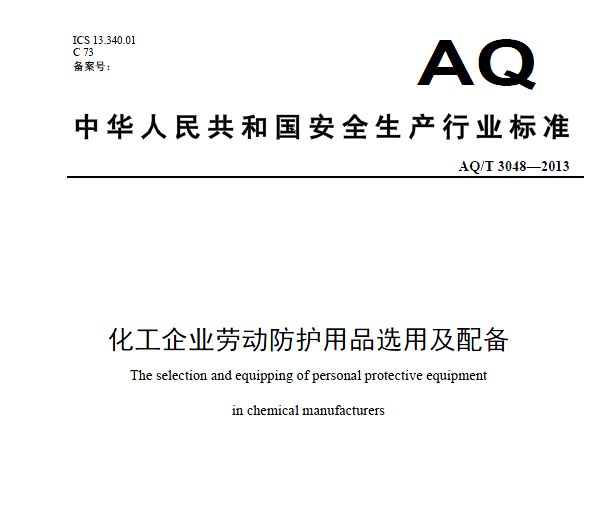 ICS 13.340.01
C 73
备案号：
AQ
中华人民共和国安全生产行业标准
AQ/T 3048—2013
化工企业劳动防护用品选用及配备
The selection and equipping of personal protective equipment
in chemical manufacturers